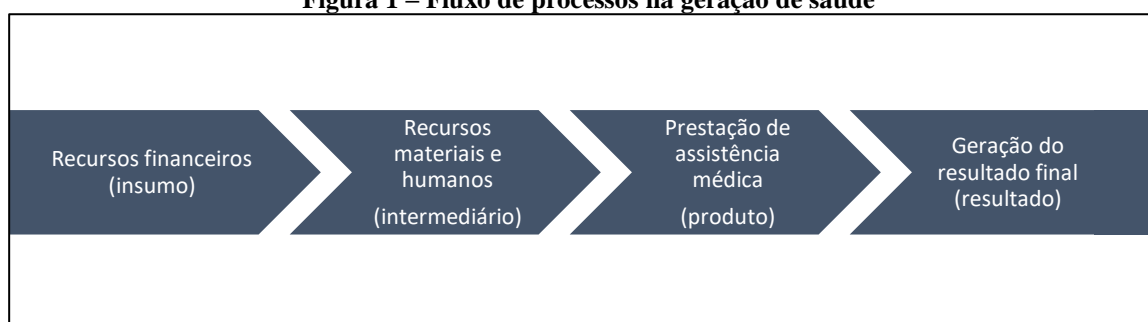 Figura 1 – Fluxo de processos na geração de saúde
Recursos financeiros
(insumo)
Recursos
materiais e
humanos
(intermediário)
Prestação de
assistência
médica
(produto)
Geração do
resultado final
(resultado)